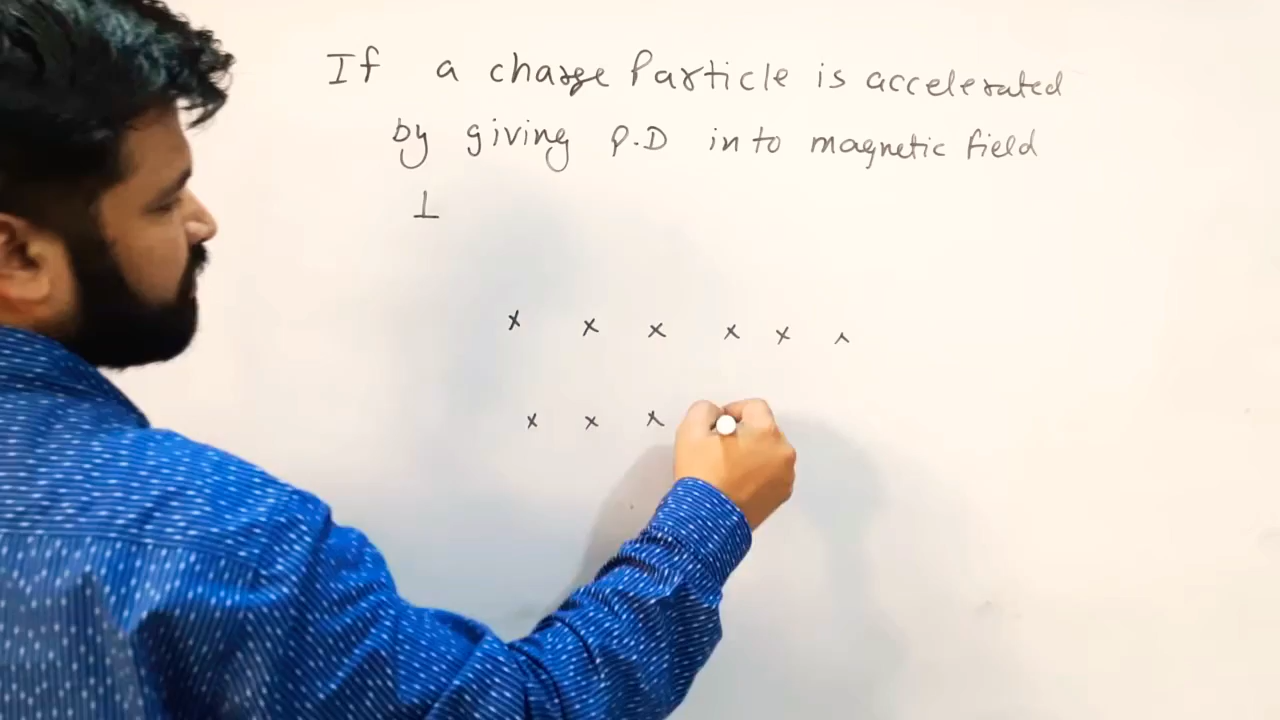 If a charge Particle is accelerated
by giving P.D into magnetic field
⊥
x x x x x x
x x x